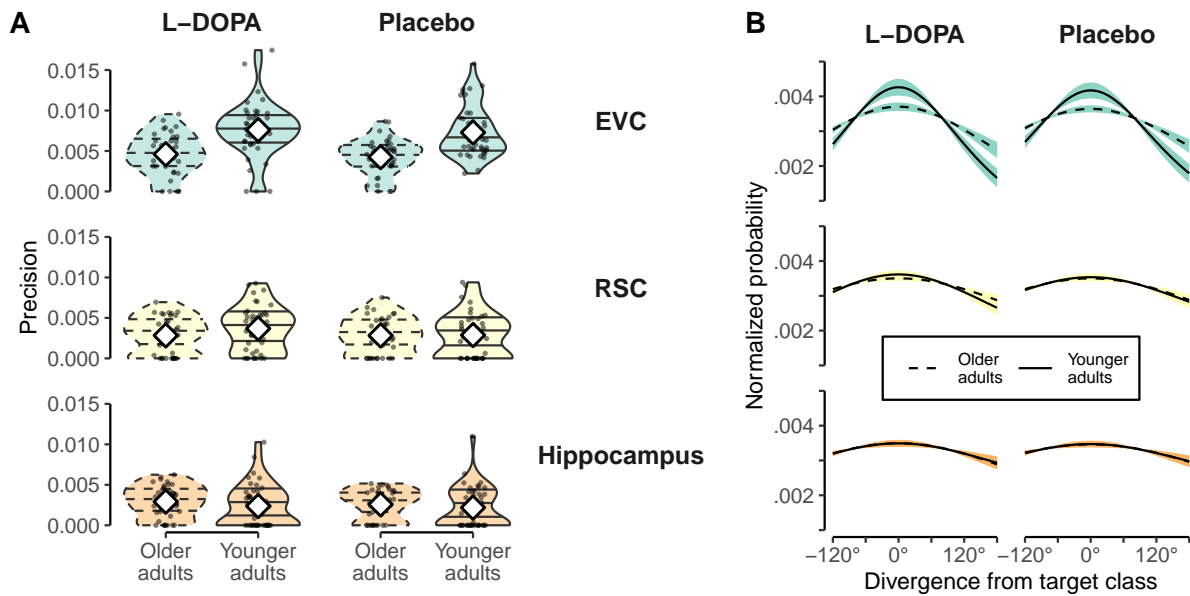 A
L−DOPA
Placebo
Precision
0.015
0.010
0.005
0.000
EVC
0.015
0.010
0.005
0.000
RSC
0.015
0.010
0.005
0.000
Hippocampus
Older
adults
Younger
adults
Older
adults
Younger
adults
B
L−DOPA
Placebo
Normalized probability
.004
.002
.004
.002
Older
adults
Younger
adults
.004
.002
−120°
0°
120°
−120°
0°
120°
Divergence from target class